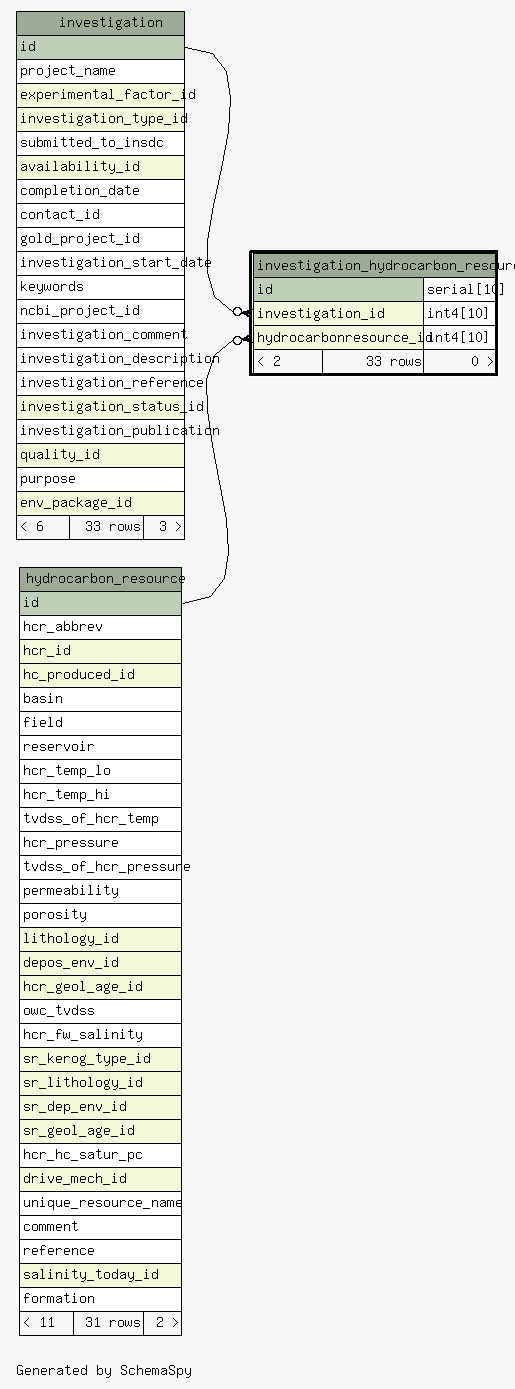 investigation
id
project_name
experimental_factor_id
investigation_type_id
submitted_to_insdc
availability_id
completion_date
contact_id
gold_project_id
investigation_start_date
keywords
ncbi_project_id
investigation_comment
investigation_description
investigation_reference
investigation_status_id
investigation_publication
quality_id
purpose
env_package_id
< 6 33 rows 3 >
investigation_hydrocarbon_resour
id serial[10]
investigation_id int4[10]
hydrocarbonresource_id int4[10]
< 2 33 rows 0 >
hydrocarbon_resource
id
hcr_abbrev
hcr_id
hc_produced_id
basin
field
reservoir
hcr_temp_lo
hcr_temp_hi
tvdss_of_hcr_temp
hcr_pressure
tvdss_of_hcr_pressure
permeability
porosity
lithology_id
depos_env_id
hcr_geol_age_id
owc_tvdss
hcr_fw_salinity
sr_kerog_type_id
sr_lithology_id
sr_dep_env_id
sr_geol_age_id
hcr_hc_satur_pc
drive_mech_id
unique_resource_name
comment
reference
salinity_today_id
formation
< 11 31 rows 2 >
Generated by SchemaSpy